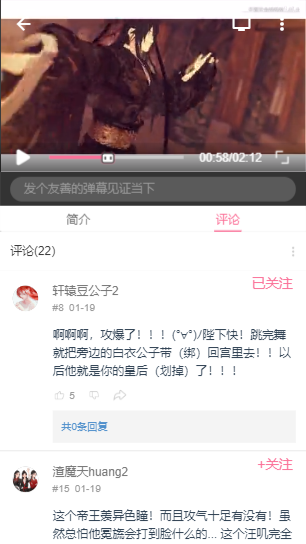 00:58/02:12
发个友善的弹幕见证当下
简介
评论
评论(22)
轩辕豆公子2
已关注
#8 01-19
啊啊啊，攻爆了！！！(°∀°)/陛下快！跳完舞
就把旁边的白衣公子带（绑）回宫里去！！以
后他就是你的皇后（划掉）了！！！
5
共0条回复
渣魔天huang2
+关注
#15 01-19
这个帝王羡异色瞳！而且攻气十足有没有！虽
然总怕他冕旒会打到脸什么的... 这个汪叽完全